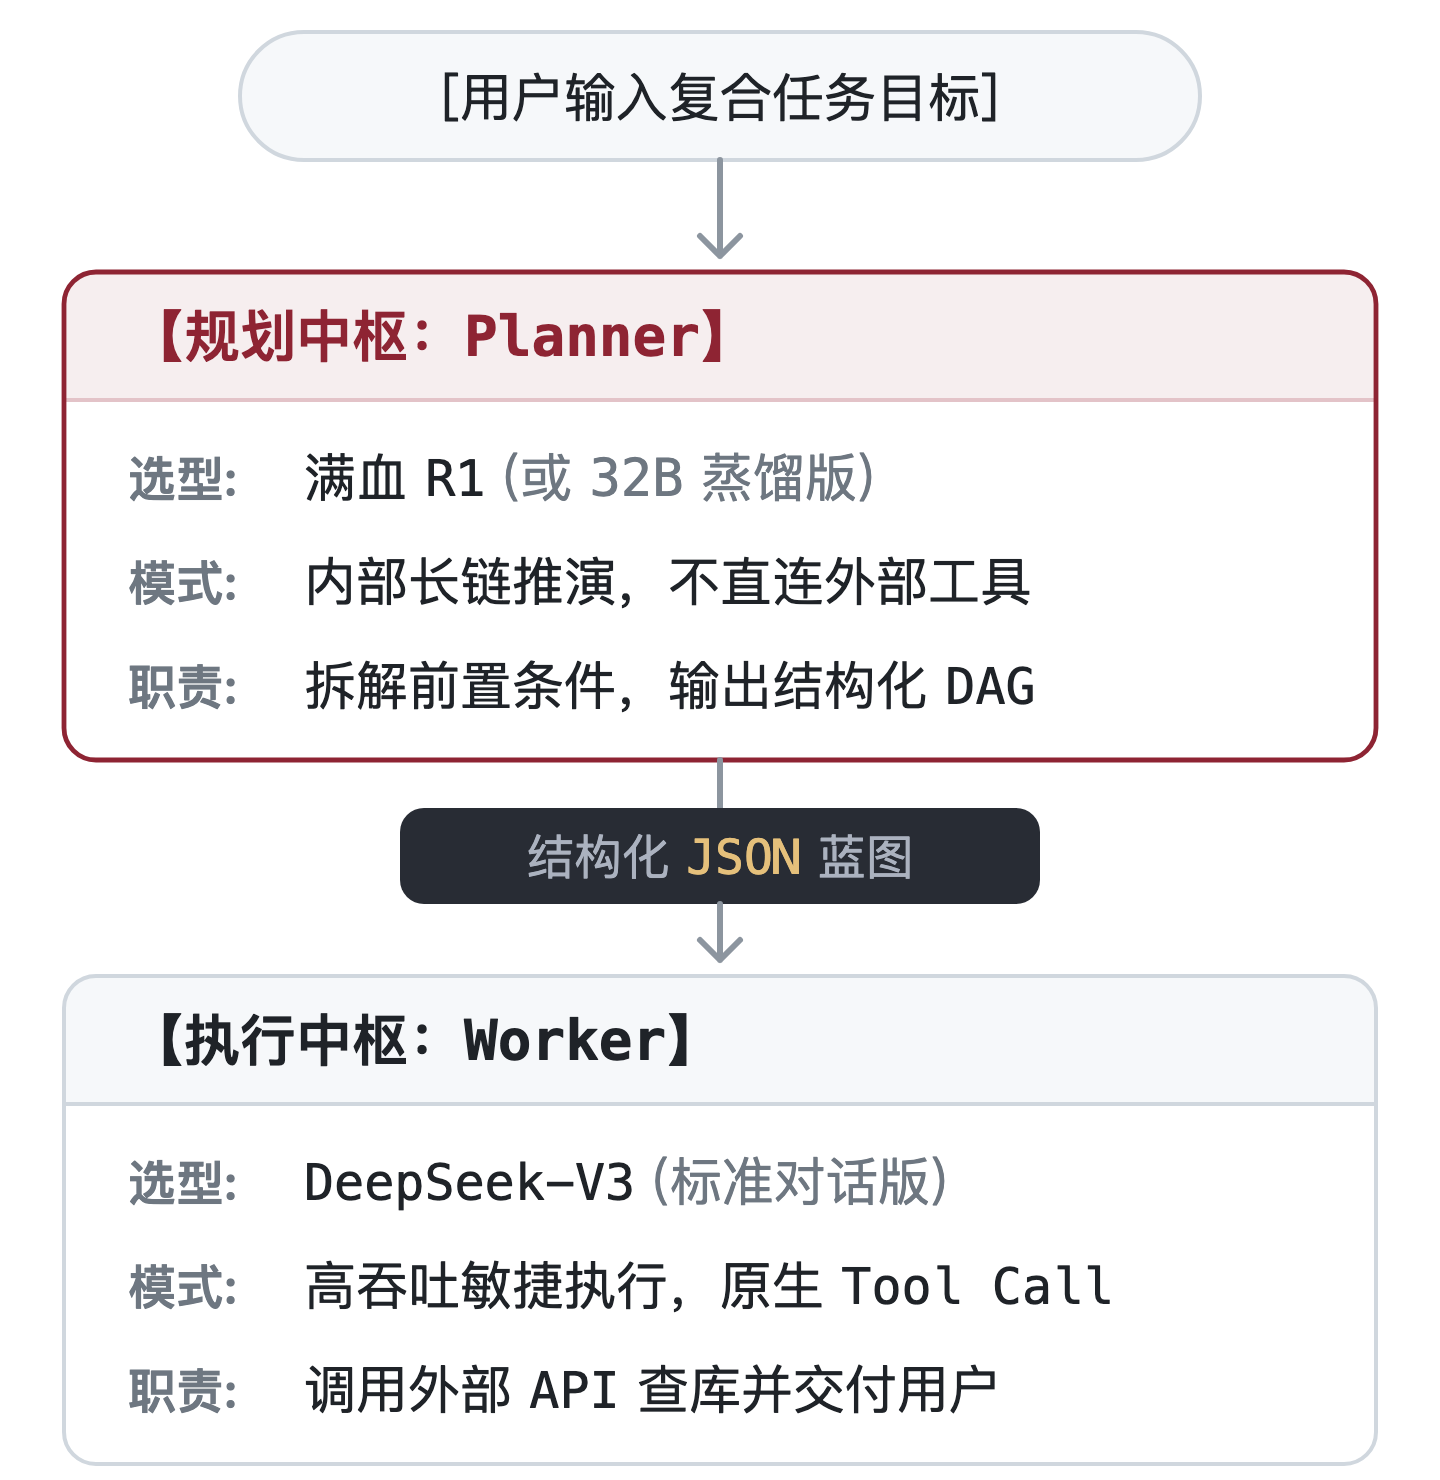 [用户输入复合任务目标]
【规划中枢：Planner】
选型: 满血 R1 (或 32B 蒸馏版)
模式: 内部长链推演，不直连外部工具
职责: 拆解前置条件，输出结构化 DAG
结构化 JSON 蓝图
【执行中枢：Worker】
选型: DeepSeek-V3 (标准对话版)
模式: 高吞吐敏捷执行，原生 Tool Call
职责: 调用外部 API 查库并交付用户